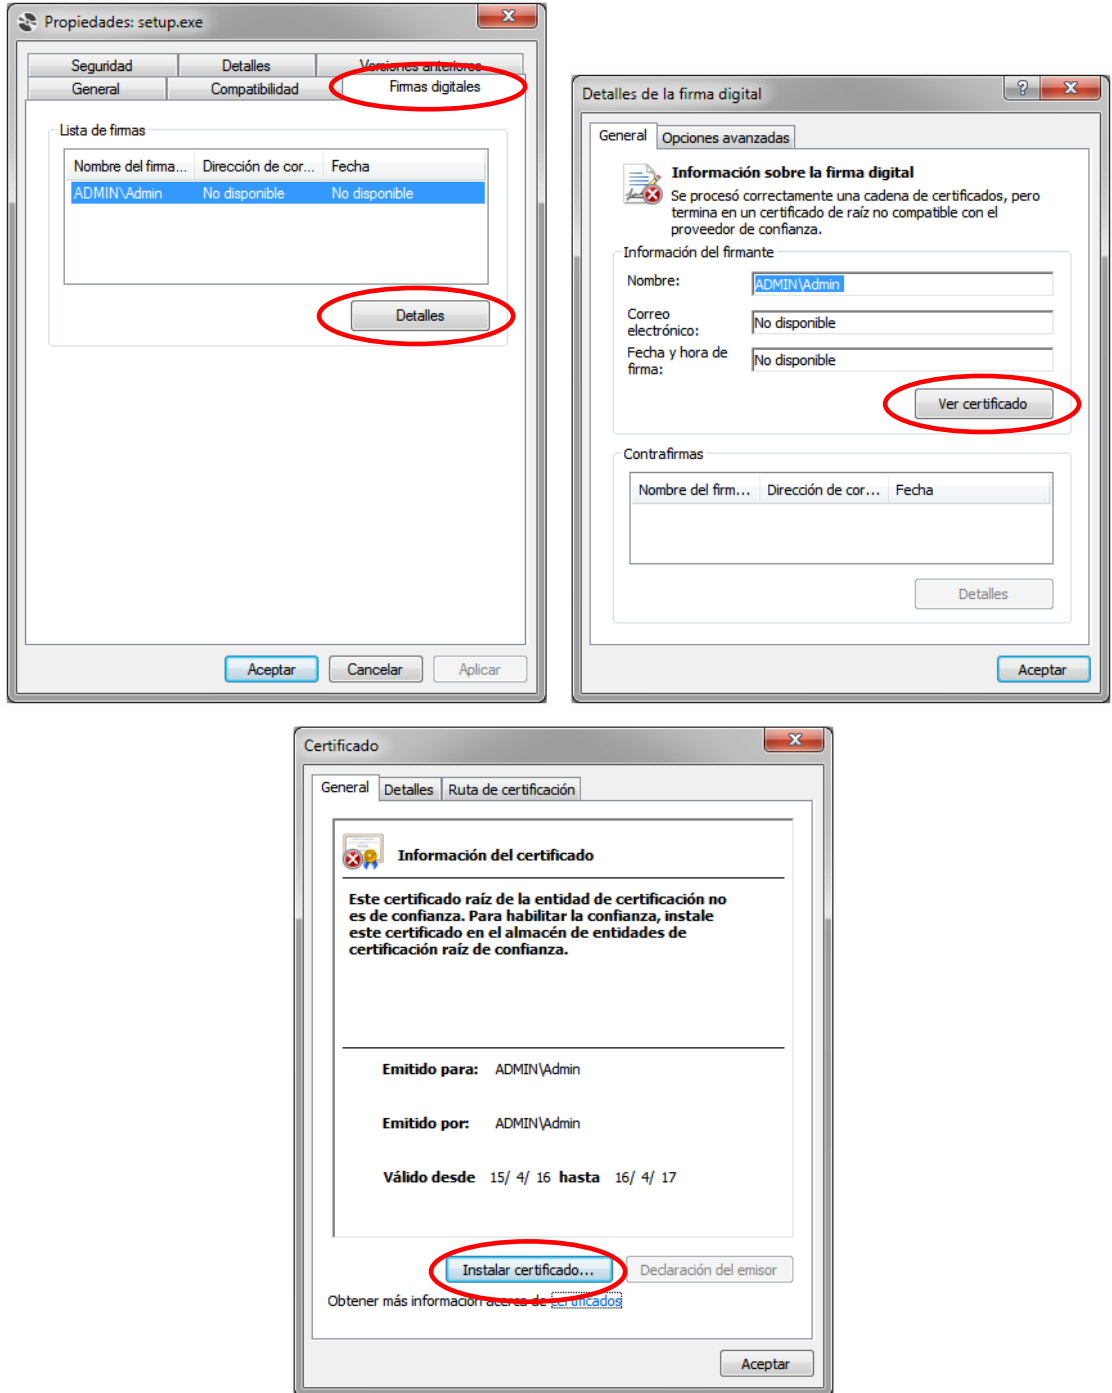 Propiedades: setup.exe
Seguridad
Detalles
Versiones anteriores
General
Compatibilidad
Firmas digitales
Lista de firmas
Nombre del firma...
Dirección de cor...
Fecha
ADMIN\Admin
No disponible
No disponible
Detalles
Aceptar
Cancelar
Aplicar
Detalles de la firma digital
?
General
Opciones avanzadas
Información sobre la firma digital
Se procesó correctamente una cadena de certificados, pero
termina en un certificado de raíz no compatible con el
proveedor de confianza.
Información del firmante
Nombre:
ADMIN\Admin
Correo
electrónico:
No disponible
Fecha y hora de
firma:
No disponible
Ver certificado
Contrafirmas
Nombre del firm...
Dirección de cor...
Fecha
Detalles
Aceptar
Certificado
General
Detalles
Ruta de certificación
Información del certificado
Este certificado raíz de la entidad de certificación no
es de confianza. Para habilitar la confianza, instale
este certificado en el almacén de entidades de
certificación raíz de confianza.
Emitido para: ADMIN\Admin
Emitido por: ADMIN\Admin
Válido desde 15/ 4/ 16 hasta 16/ 4/ 17
Instalar certificado...
Declaración del emisor
Obtener más información acerca de certificados
Aceptar